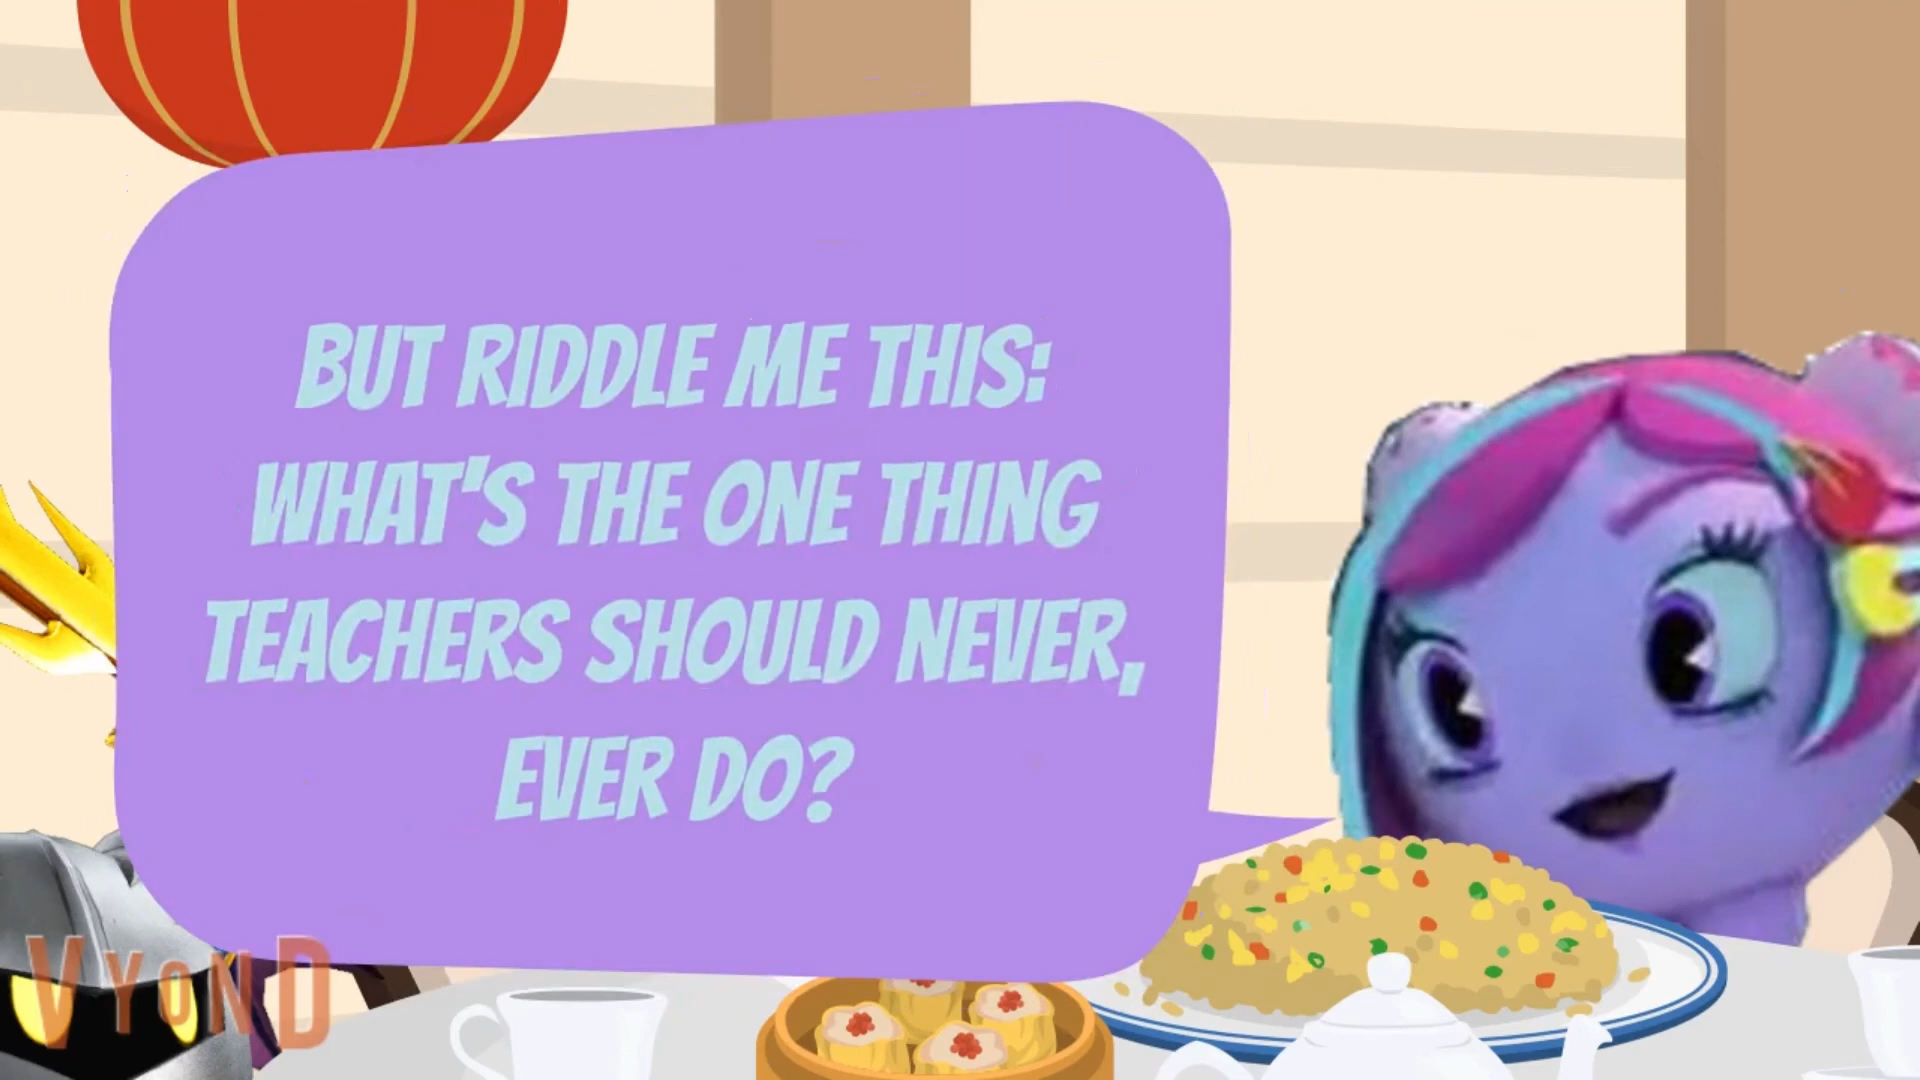 BUT RIDDLE ME THIS:
WHAT'S THE ONE THING
TEACHERS SHOULD NEVER,
EVER DO?
VYOND